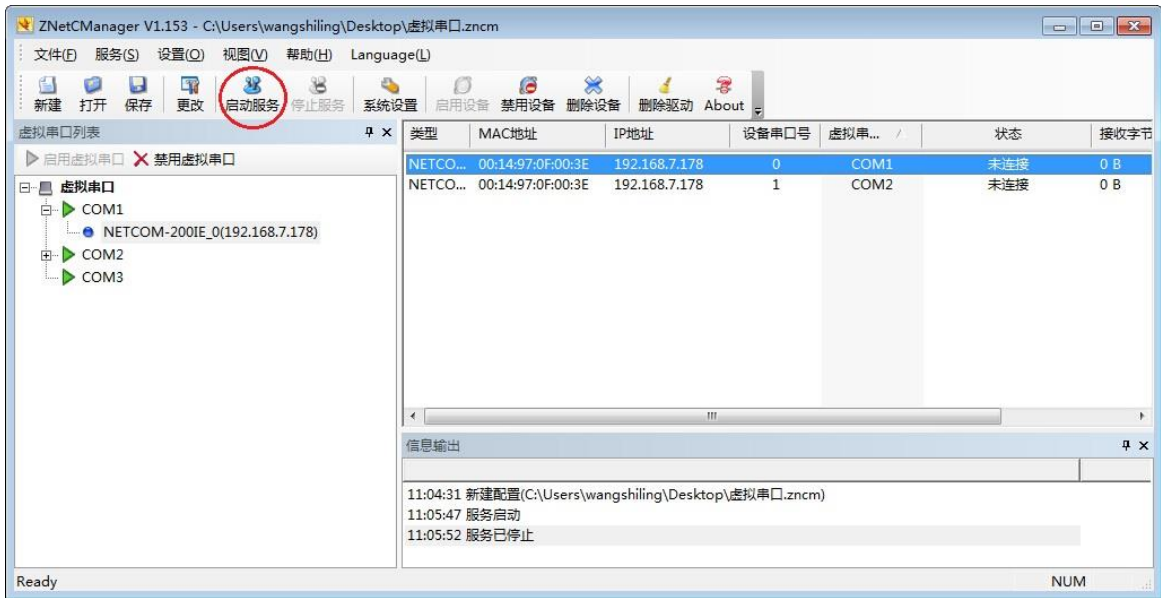 ZNetCManager V1.153 - C:\Users\wangshiling\Desktop\虚拟串口.zncm
文件(F) 服务(S) 设置(O) 视图(V) 帮助(H) Language(L)
新建 打开 保存 更改 启动服务 停止服务 系统设置 启用设备 禁用设备 删除设备 删除驱动 About
虚拟串口列表
启用虚拟串口 禁用虚拟串口
虚拟串口
COM1
NETCOM-200IE_0(192.168.7.178)
COM2
COM3
类型 MAC地址 IP地址 设备串口号 虚拟串... 状态 接收字节
NETCO... 00:14:97:0F:00:3E 192.168.7.178 0 COM1 未连接 0 B
NETCO... 00:14:97:0F:00:3E 192.168.7.178 1 COM2 未连接 0 B
信息输出
11:04:31 新建配置(C:\Users\wangshiling\Desktop\虚拟串口.zncm)
11:05:47 服务启动
11:05:52 服务已停止
Ready NUM